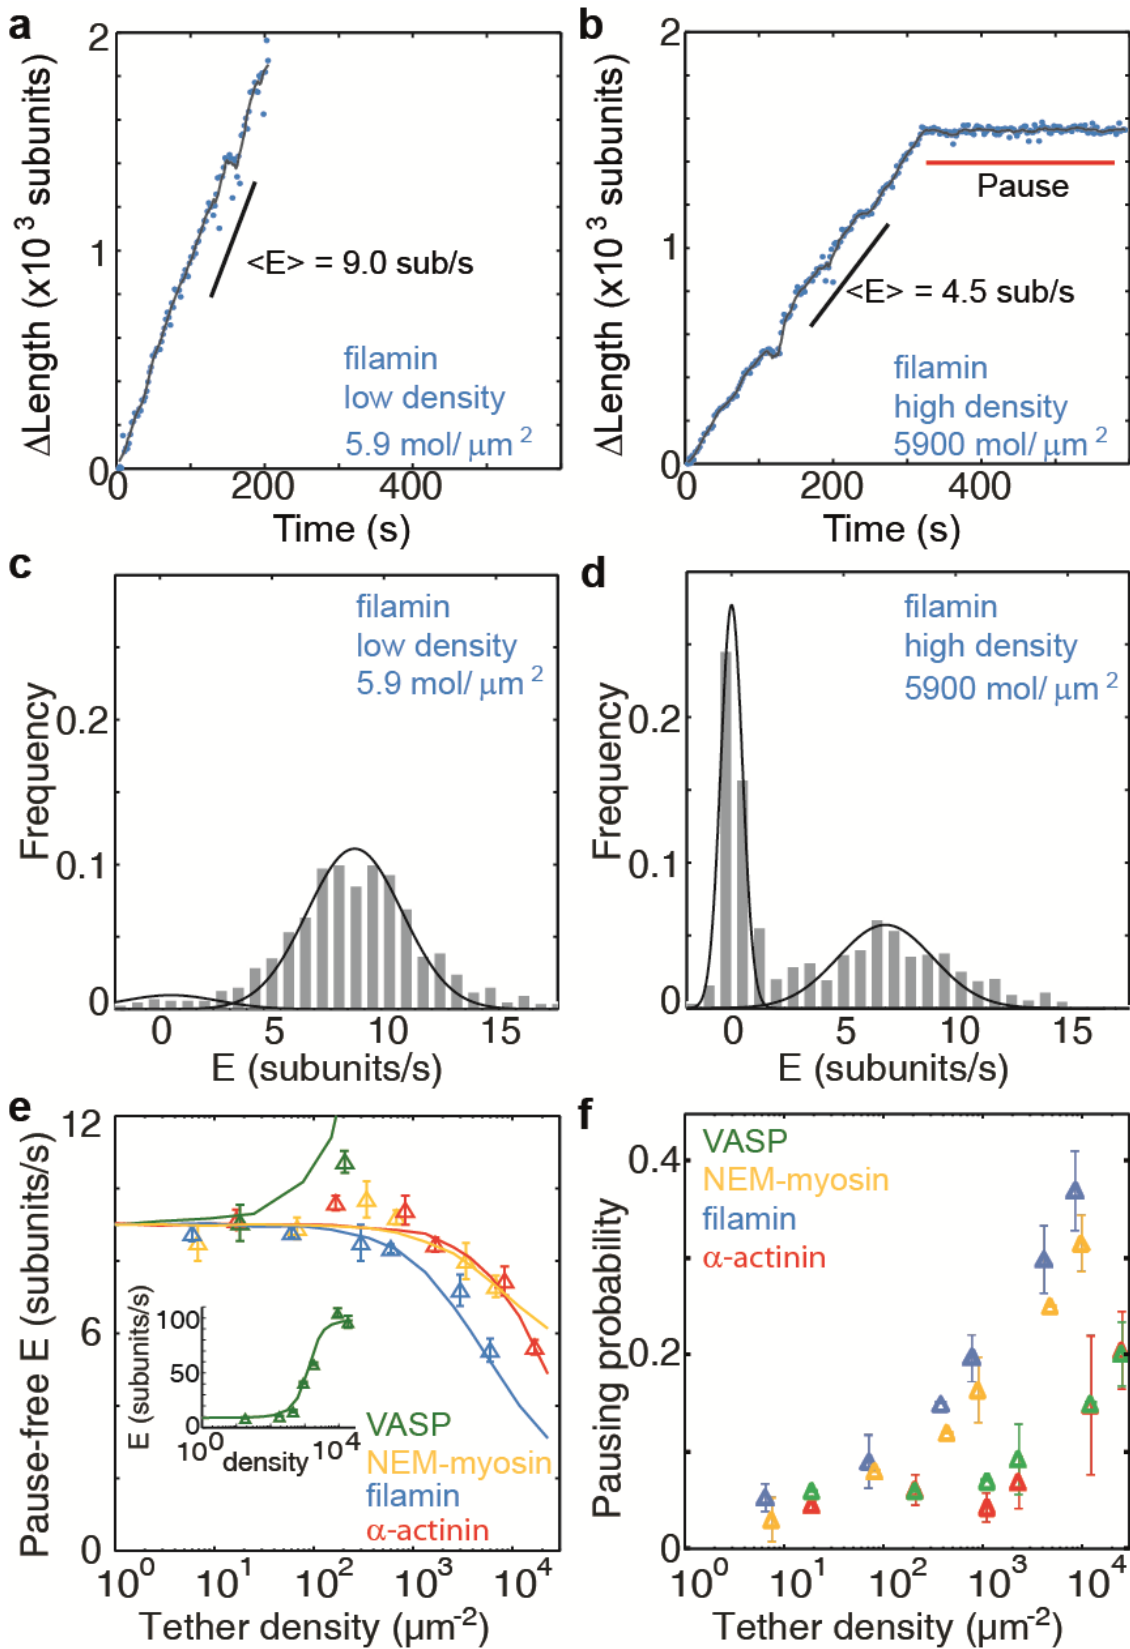 a
2
1
0
0
200
400
ΔLength (x10³ subunits)
Time (s)
<E> = 9.0 sub/s
filamin
low density
5.9 mol/ μm²
b
2
1
0
0
200
400
ΔLength (x10³ subunits)
Time (s)
Pause
<E> = 4.5 sub/s
filamin
high density
5900 mol/ μm²
c
0.2
0.1
0
0
5
10
15
Frequency
E (subunits/s)
filamin
low density
5.9 mol/ μm²
d
0.2
0.1
0
0
5
10
15
Frequency
E (subunits/s)
filamin
high density
5900 mol/ μm²
e
12
6
0
10⁰
10¹
10²
10³
10⁴
Pause-free E (subunits/s)
Tether density (μm⁻²)
E (subunits/s)
100
50
0
10⁰
10⁴
density
VASP
NEM-myosin
filamin
α-actinin
f
VASP
NEM-myosin
filamin
α-actinin
0.4
0.2
0
10⁰
10¹
10²
10³
10⁴
Pausing probability
Tether density (μm⁻²)